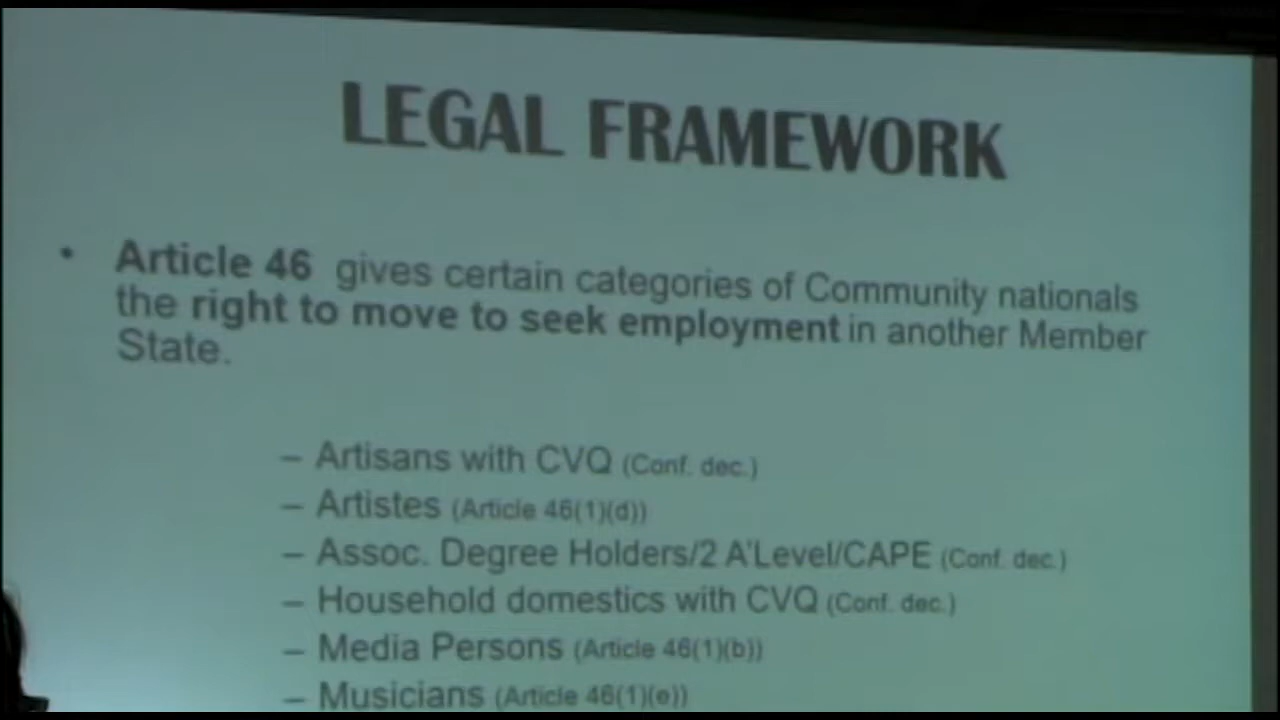 LEGAL FRAMEWORK
• Article 46 gives certain categories of Community nationals
the right to move to seek employment in another Member
State.
– Artisans with CVQ (Conf. dec.)
– Artistes (Article 46(1)(d))
– Assoc. Degree Holders/2 A'Level/CAPE (Conf. dec.)
– Household domestics with CVQ (Conf. dec.)
– Media Persons (Article 46(1)(b))
– Musicians (Article 46(1)(e))